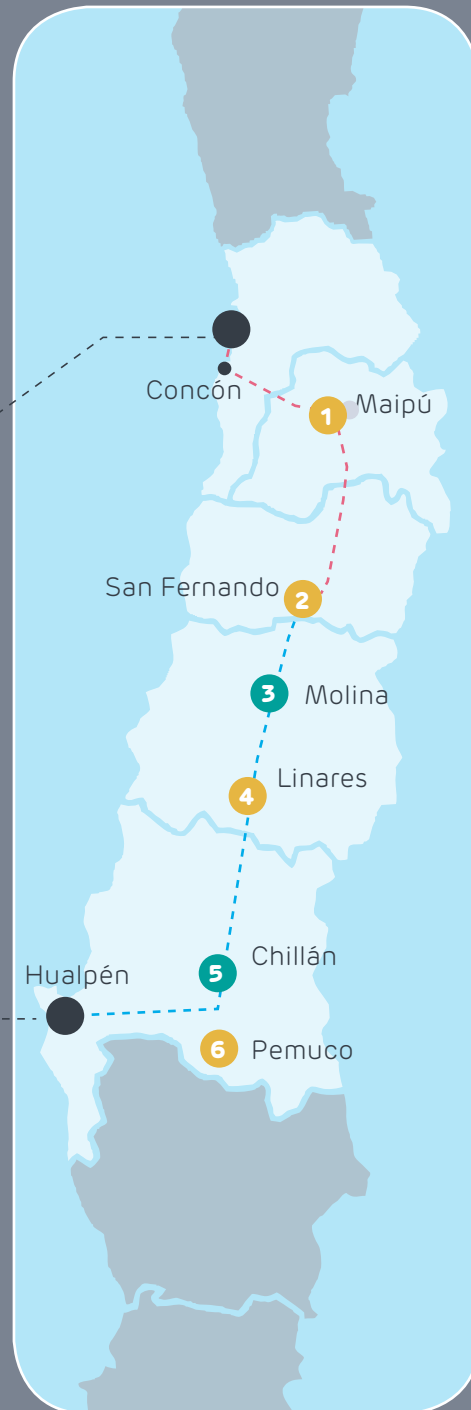 Concón
1
Maipú
San Fernando
2
3
Molina
4
Linares
5
Chillán
Hualpén
6
Pemuco